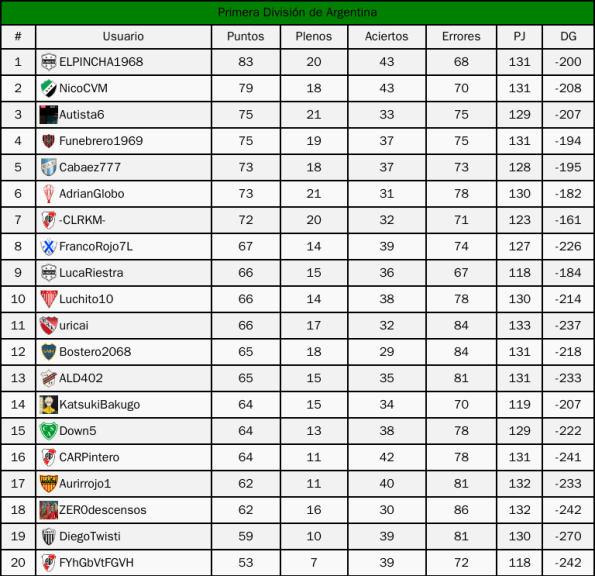 Primera División de Argentina
# Usuario Puntos Plenos Aciertos Errores PJ DG
1 ELPINCHA1968 83 20 43 68 131 -200
2 NicoCVM 79 18 43 70 131 -208
3 Autista6 75 21 33 75 129 -207
4 Funebrero1969 75 19 37 75 131 -194
5 Cabaez777 73 18 37 73 128 -195
6 AdrianGlobo 73 21 31 78 130 -182
7 -CLRKM- 72 20 32 71 123 -161
8 FrancoRojo7L 67 14 39 74 127 -226
9 LucaRiestra 66 15 36 67 118 -184
10 Luchito10 66 14 38 78 130 -214
11 uricai 66 17 32 84 133 -237
12 Bostero2068 65 18 29 84 131 -218
13 ALD402 65 15 35 81 131 -233
14 KatsukiBakugo 64 15 34 70 119 -207
15 Down5 64 13 38 78 129 -222
16 CARPintero 64 11 42 78 131 -241
17 Aurirrojo1 62 11 40 81 132 -233
18 ZER0descensos 62 16 30 86 132 -242
19 DiegoTwisti 59 10 39 81 130 -270
20 FYhGbVtFGVH 53 7 39 72 118 -242